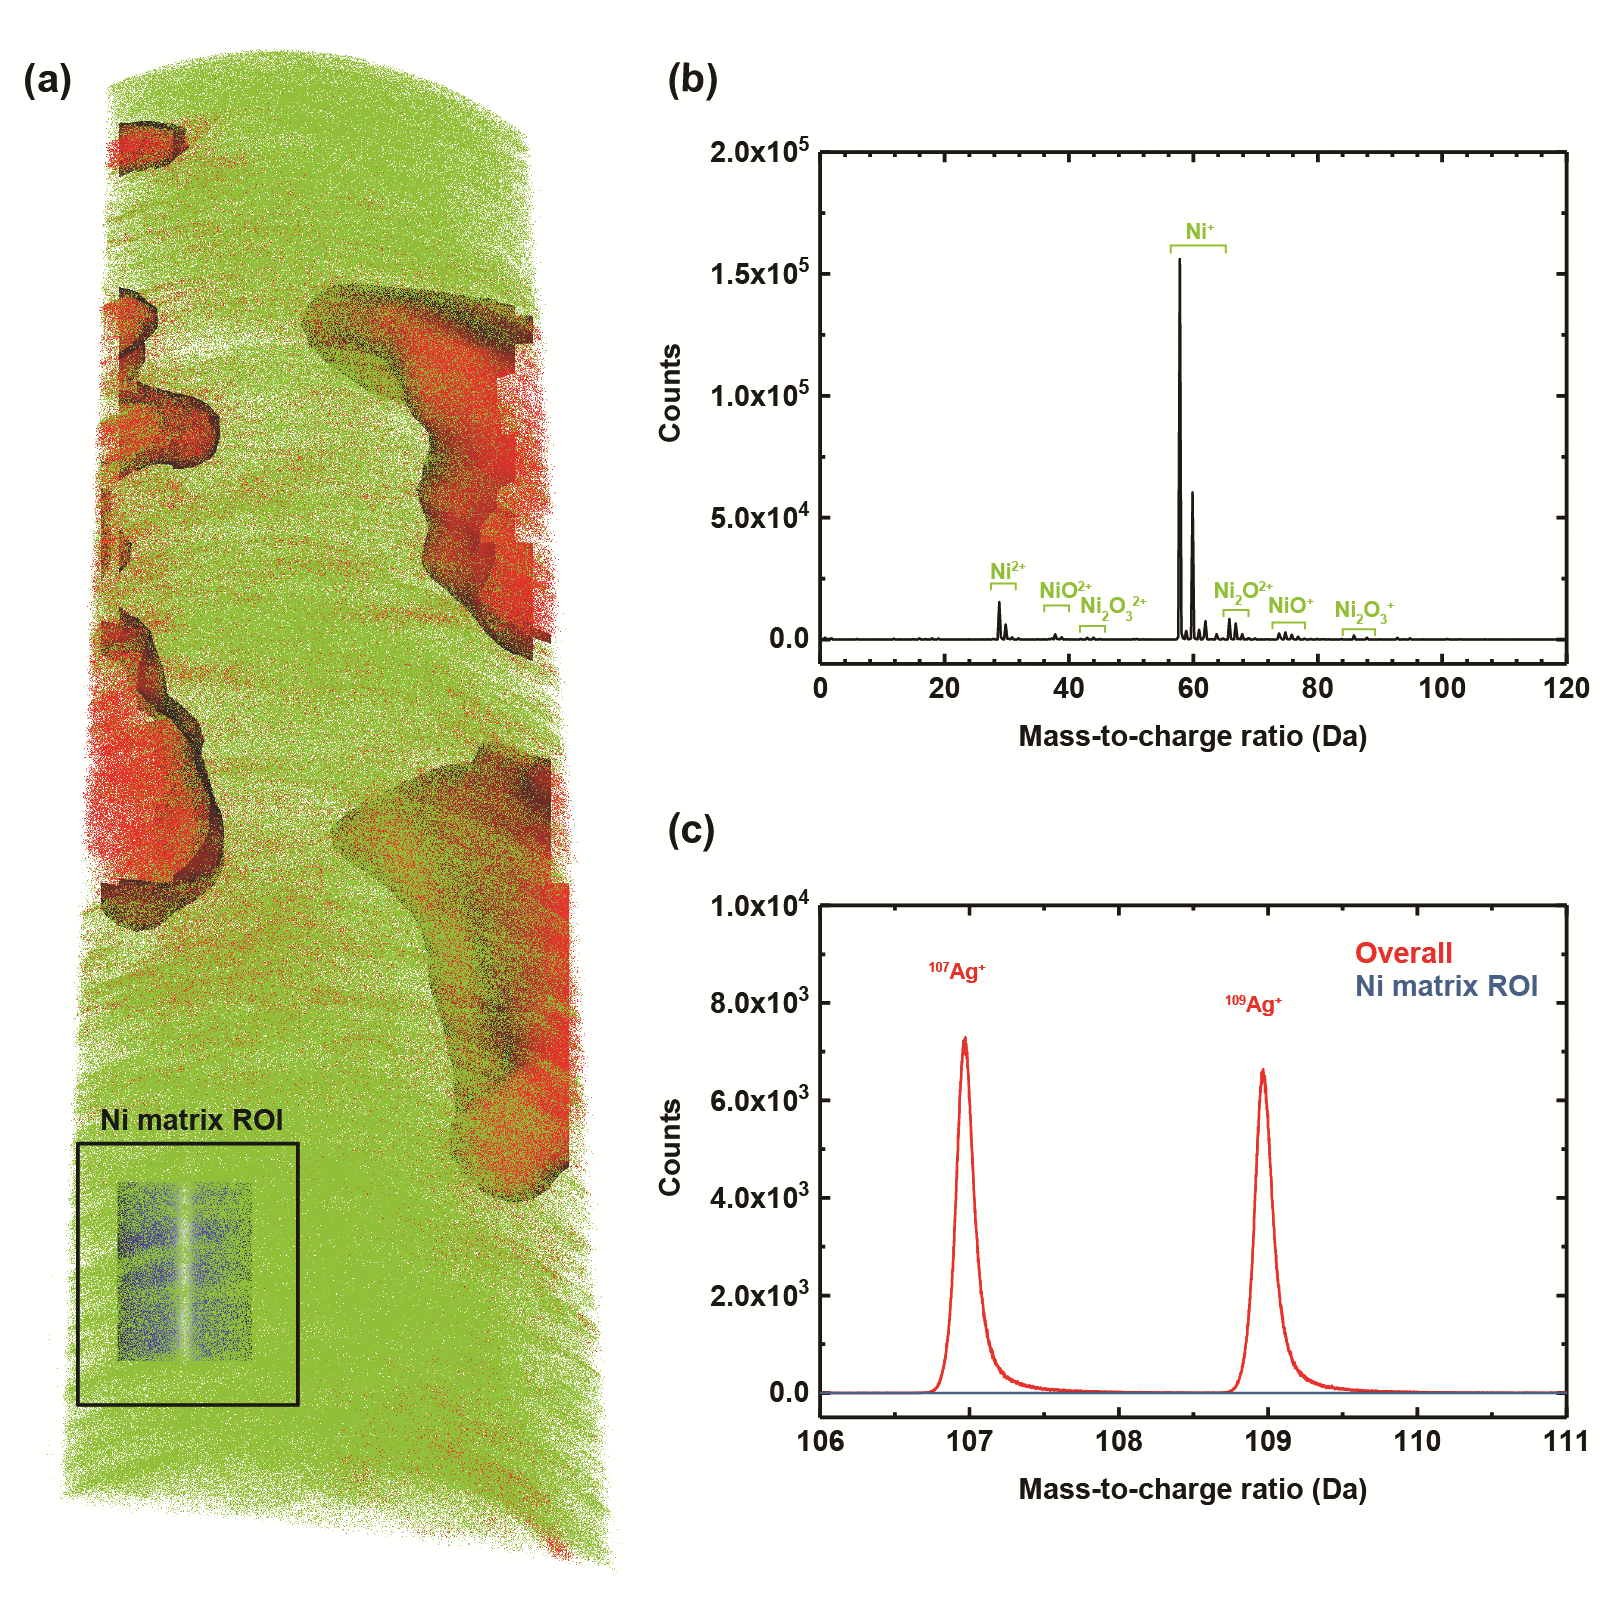 (a)
Ni matrix ROI
(b)
2.0x10⁵
1.5x10⁵
1.0x10⁵
5.0x10⁴
0.0
Counts
Ni⁺
Ni²⁺
NiO²⁺
Ni₂O₃²⁺
Ni₂O²⁺
NiO⁺
Ni₂O₃⁺
0 20 40 60 80 100 120
Mass-to-charge ratio (Da)
(c)
1.0x10⁴
8.0x10³
6.0x10³
4.0x10³
2.0x10³
0.0
Counts
¹⁰⁷Ag⁺
¹⁰⁹Ag⁺
Overall
Ni matrix ROI
106 107 108 109 110 111
Mass-to-charge ratio (Da)